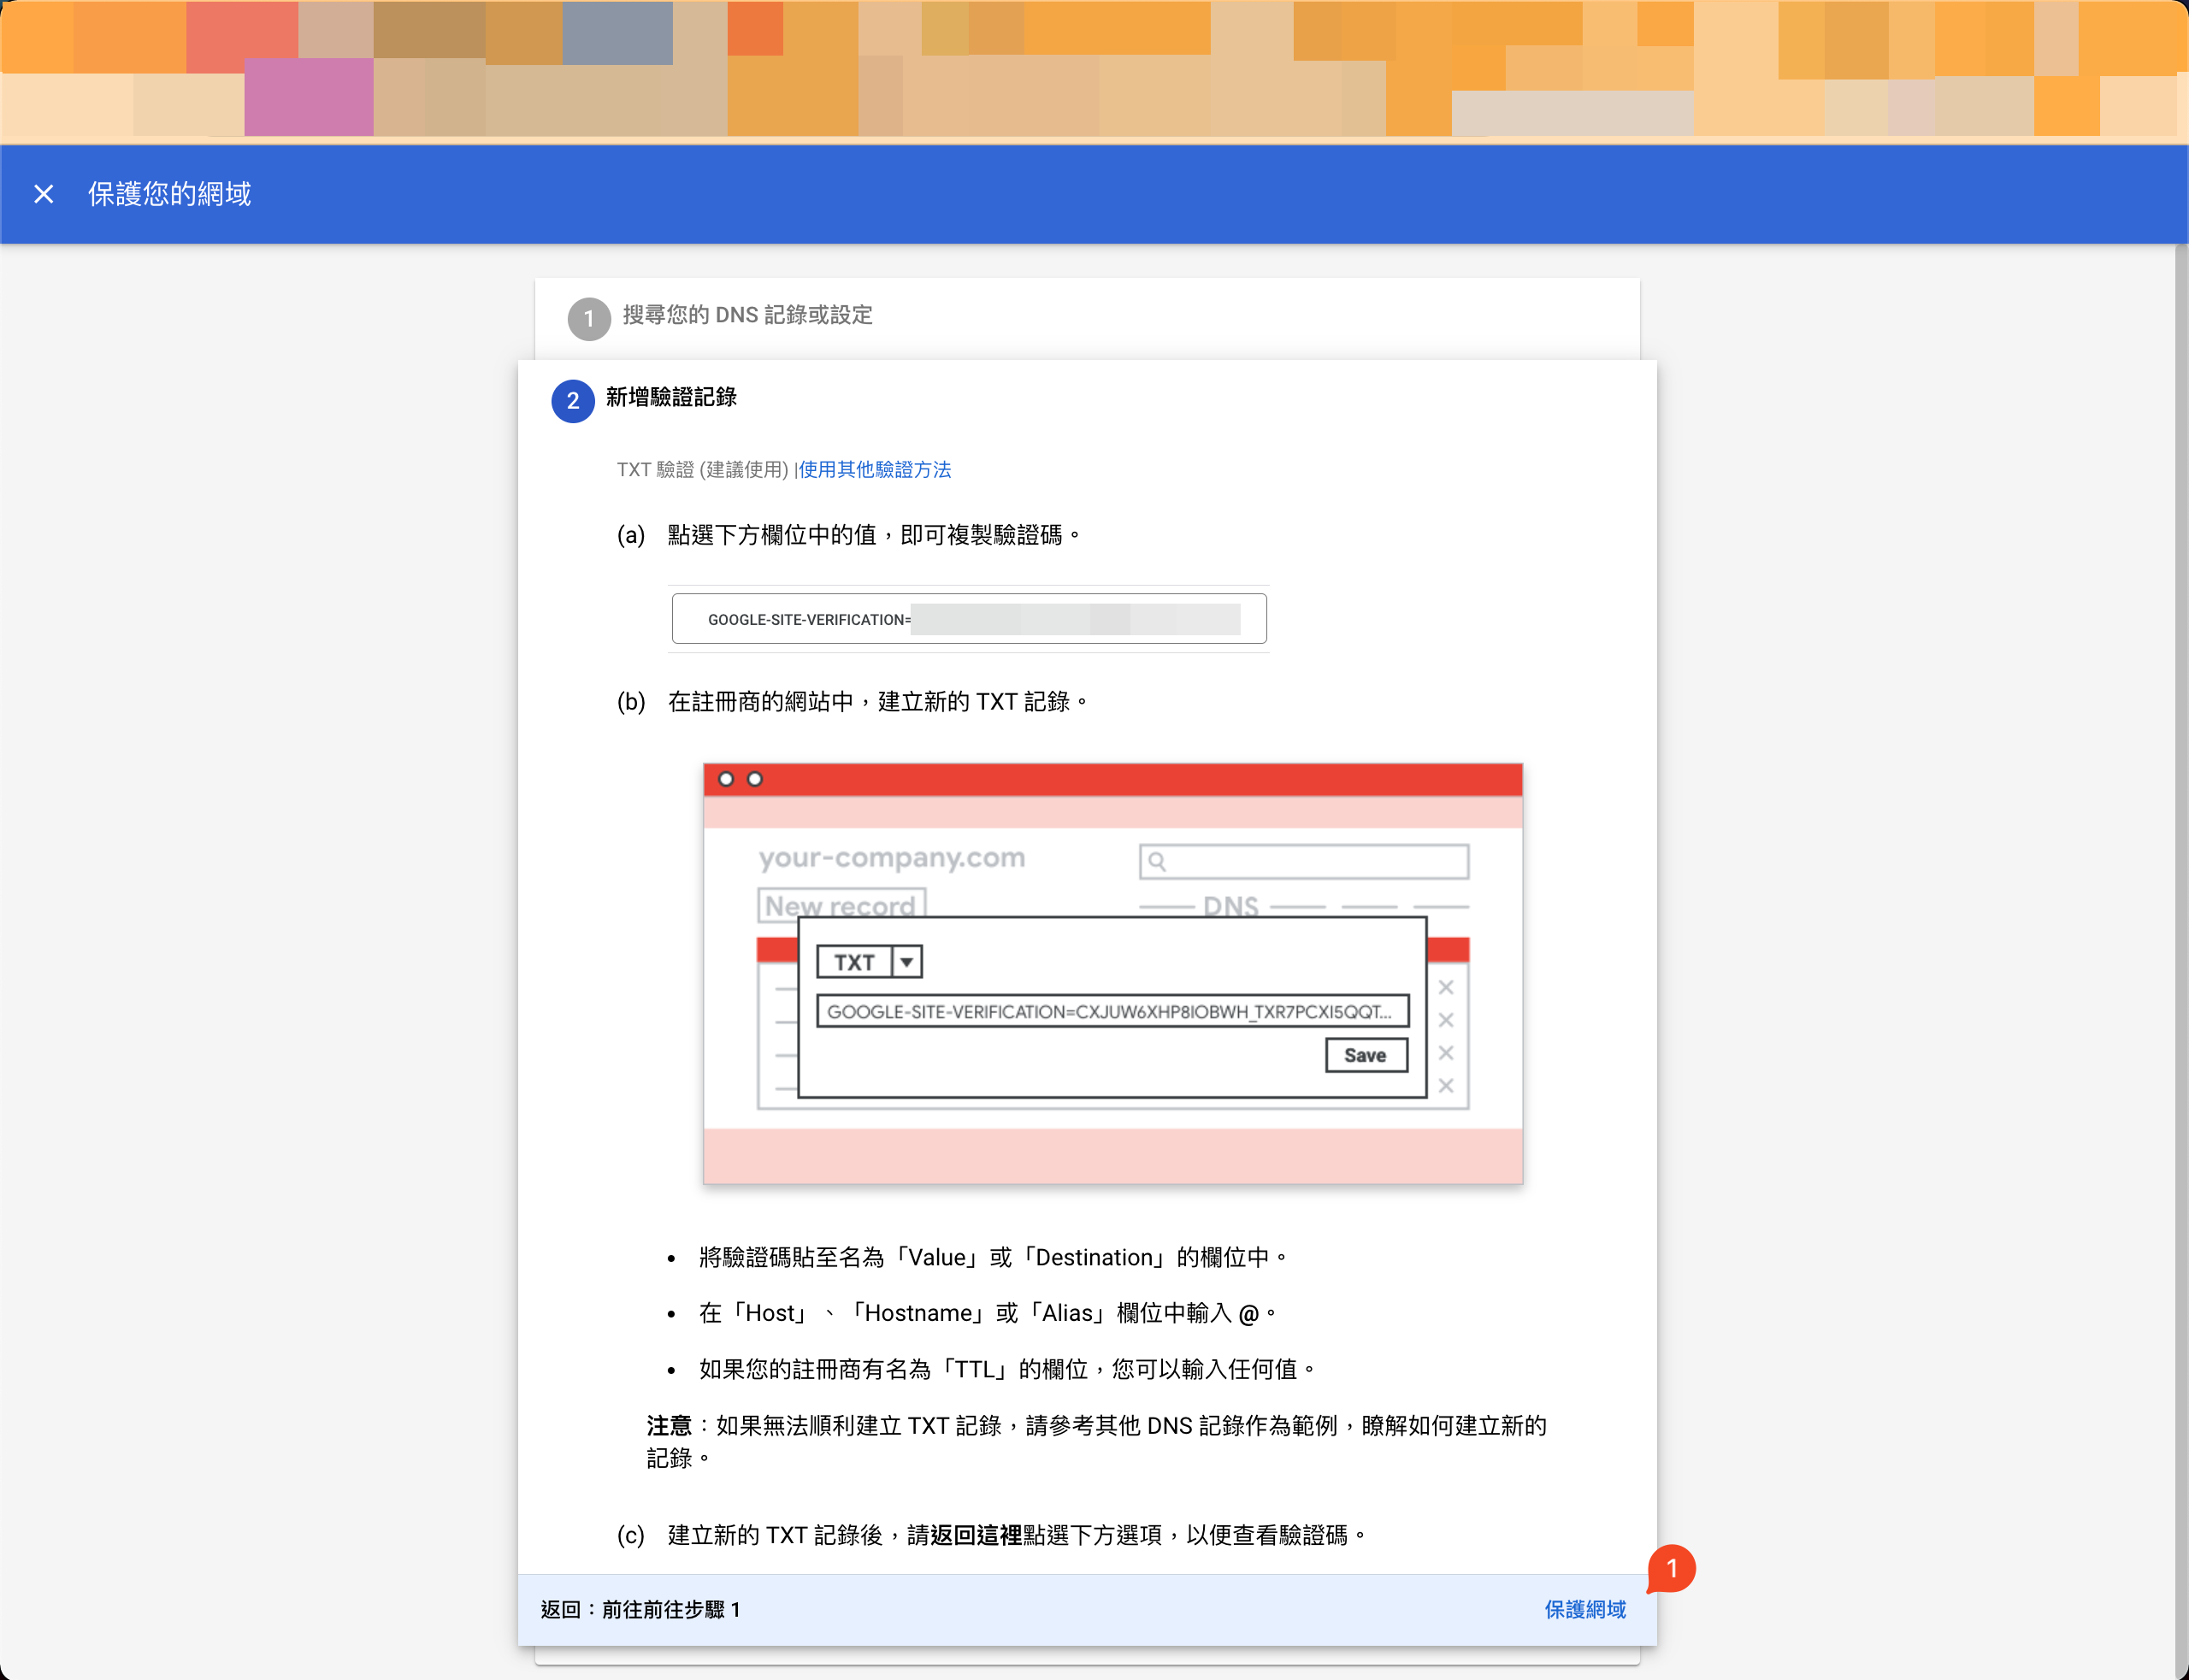 保護您的網域
1 搜尋您的 DNS 記錄或設定
2 新增驗證記錄
TXT 驗證 (建議使用) |使用其他驗證方法
(a) 點選下方欄位中的值，即可複製驗證碼。
GOOGLE-SITE-VERIFICATION=
(b) 在註冊商的網站中，建立新的 TXT 記錄。
your-company.com
New record
DNS
TXT
GOOGLE-SITE-VERIFICATION=CXJUW6XHP8IOBWH_TXR7PCXI5QQT...
Save
• 將驗證碼貼至名為「Value」或「Destination」的欄位中。
• 在「Host」、「Hostname」或「Alias」欄位中輸入 @。
• 如果您的註冊商有名為「TTL」的欄位，您可以輸入任何值。
注意：如果無法順利建立 TXT 記錄，請參考其他 DNS 記錄作為範例，瞭解如何建立新的
記錄。
(c) 建立新的 TXT 記錄後，請返回這裡點選下方選項，以便查看驗證碼。
1
返回：前往前往步驟 1
保護網域